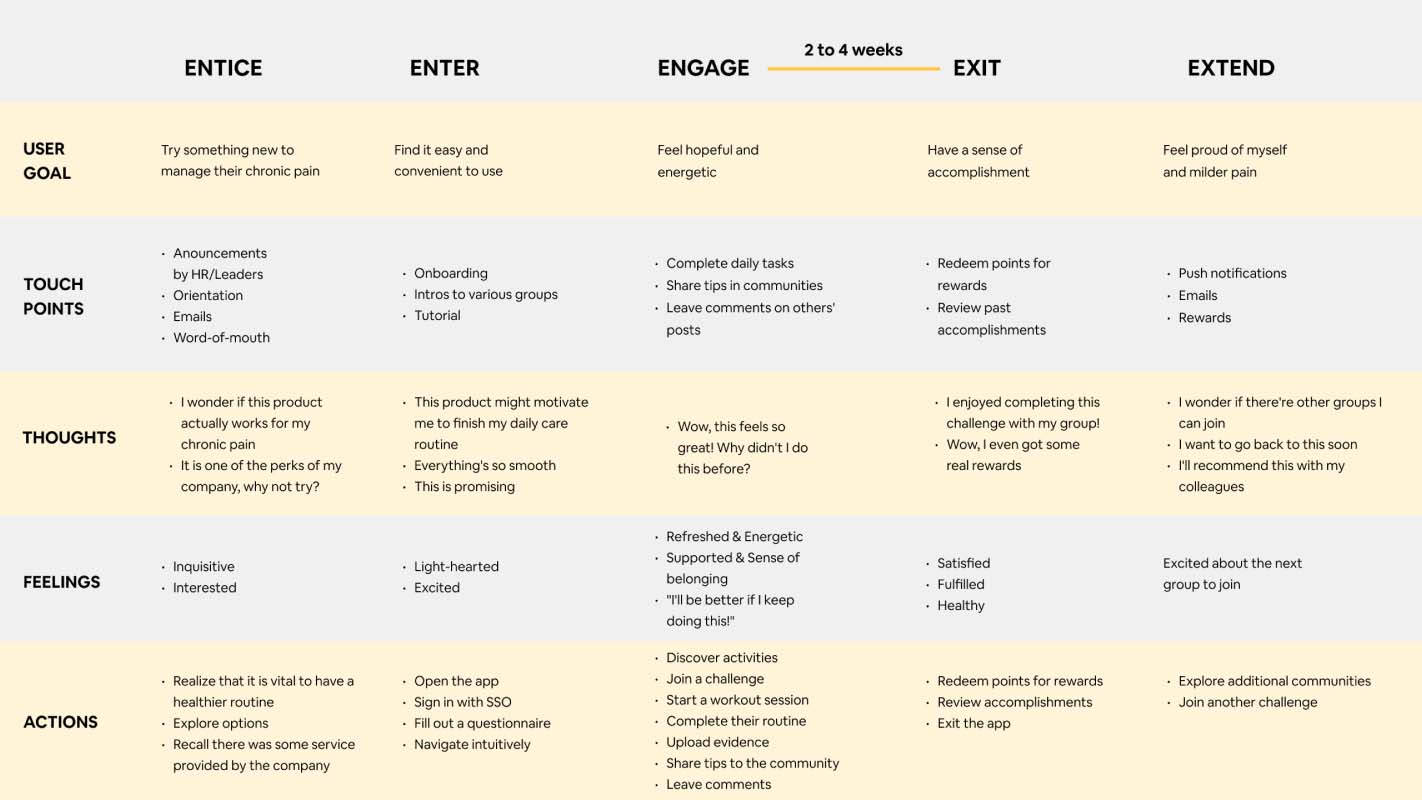 2 to 4 weeks
ENTICE
ENTER
ENGAGE
EXIT
EXTEND
USER
GOAL
Try something new to
manage their chronic pain
Find it easy and
convenient to use
Feel hopeful and
energetic
Have a sense of
accomplishment
Feel proud of myself
and milder pain
TOUCH
POINTS
· Anouncements
by HR/Leaders
· Orientation
· Emails
· Word-of-mouth
· Onboarding
· Intros to various groups
· Tutorial
· Complete daily tasks
· Share tips in communities
· Leave comments on others'
posts
· Redeem points for
rewards
· Review past
accomplishments
· Push notifications
· Emails
· Rewards
THOUGHTS
· I wonder if this product
actually works for my
chronic pain
· It is one of the perks of my
company, why not try?
· This product might motivate
me to finish my daily care
routine
· Everything's so smooth
· This is promising
· Wow, this feels so
great! Why didn't I do
this before?
· I enjoyed completing this
challenge with my group!
· Wow, I even got some
real rewards
· I wonder if there're other groups I
can join
· I want to go back to this soon
· I'll recommend this with my
colleagues
FEELINGS
· Inquisitive
· Interested
· Light-hearted
· Excited
· Refreshed & Energetic
· Supported & Sense of
belonging
· "I'll be better if I keep
doing this!"
· Satisfied
· Fulfilled
· Healthy
Excited about the next
group to join
ACTIONS
· Realize that it is vital to have a
healthier routine
· Explore options
· Recall there was some service
provided by the company
· Open the app
· Sign in with SSO
· Fill out a questionnaire
· Navigate intuitively
· Discover activities
· Join a challenge
· Start a workout session
· Complete their routine
· Upload evidence
· Share tips to the community
· Leave comments
· Redeem points for rewards
· Review accomplishments
· Exit the app
· Explore additional communities
· Join another challenge